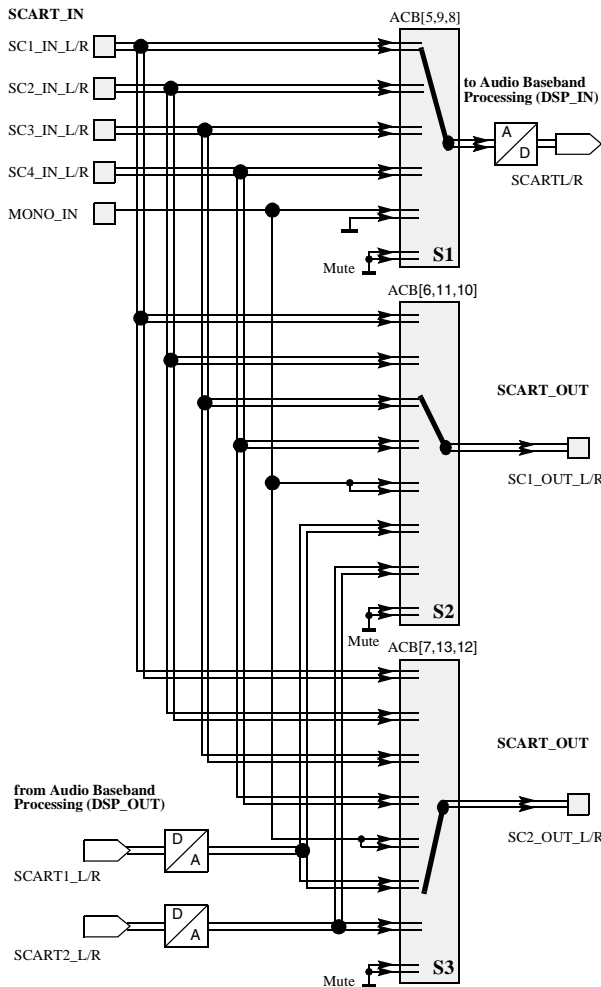 SCART_IN
ACB[5,9,8]
SC1_IN_L/R
SC2_IN_L/R
to Audio Baseband
Processing (DSP_IN)
SC3_IN_L/R
A
D
SC4_IN_L/R
SCARTL/R
MONO_IN
S1
Mute
ACB[6,11,10]
SCART_OUT
SC1_OUT_L/R
S2
Mute
ACB[7,13,12]
SCART_OUT
from Audio Baseband
Processing (DSP_OUT)
D
A
SC2_OUT_L/R
SCART1_L/R
D
A
SCART2_L/R
S3
Mute